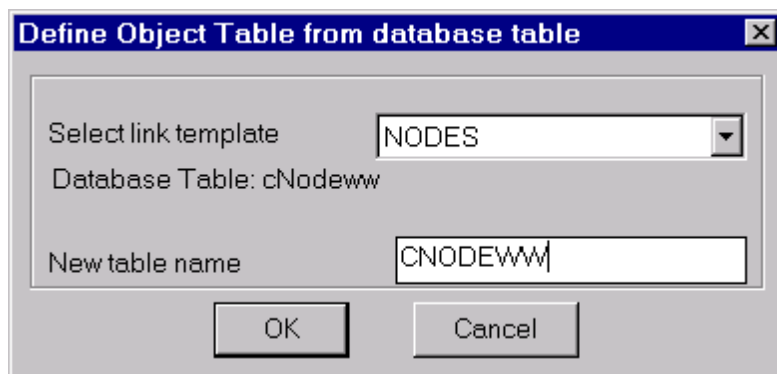 Define Object Table from database table
Select link template NODES
Database Table: cNodeww
New table name CNODEWW
OK Cancel